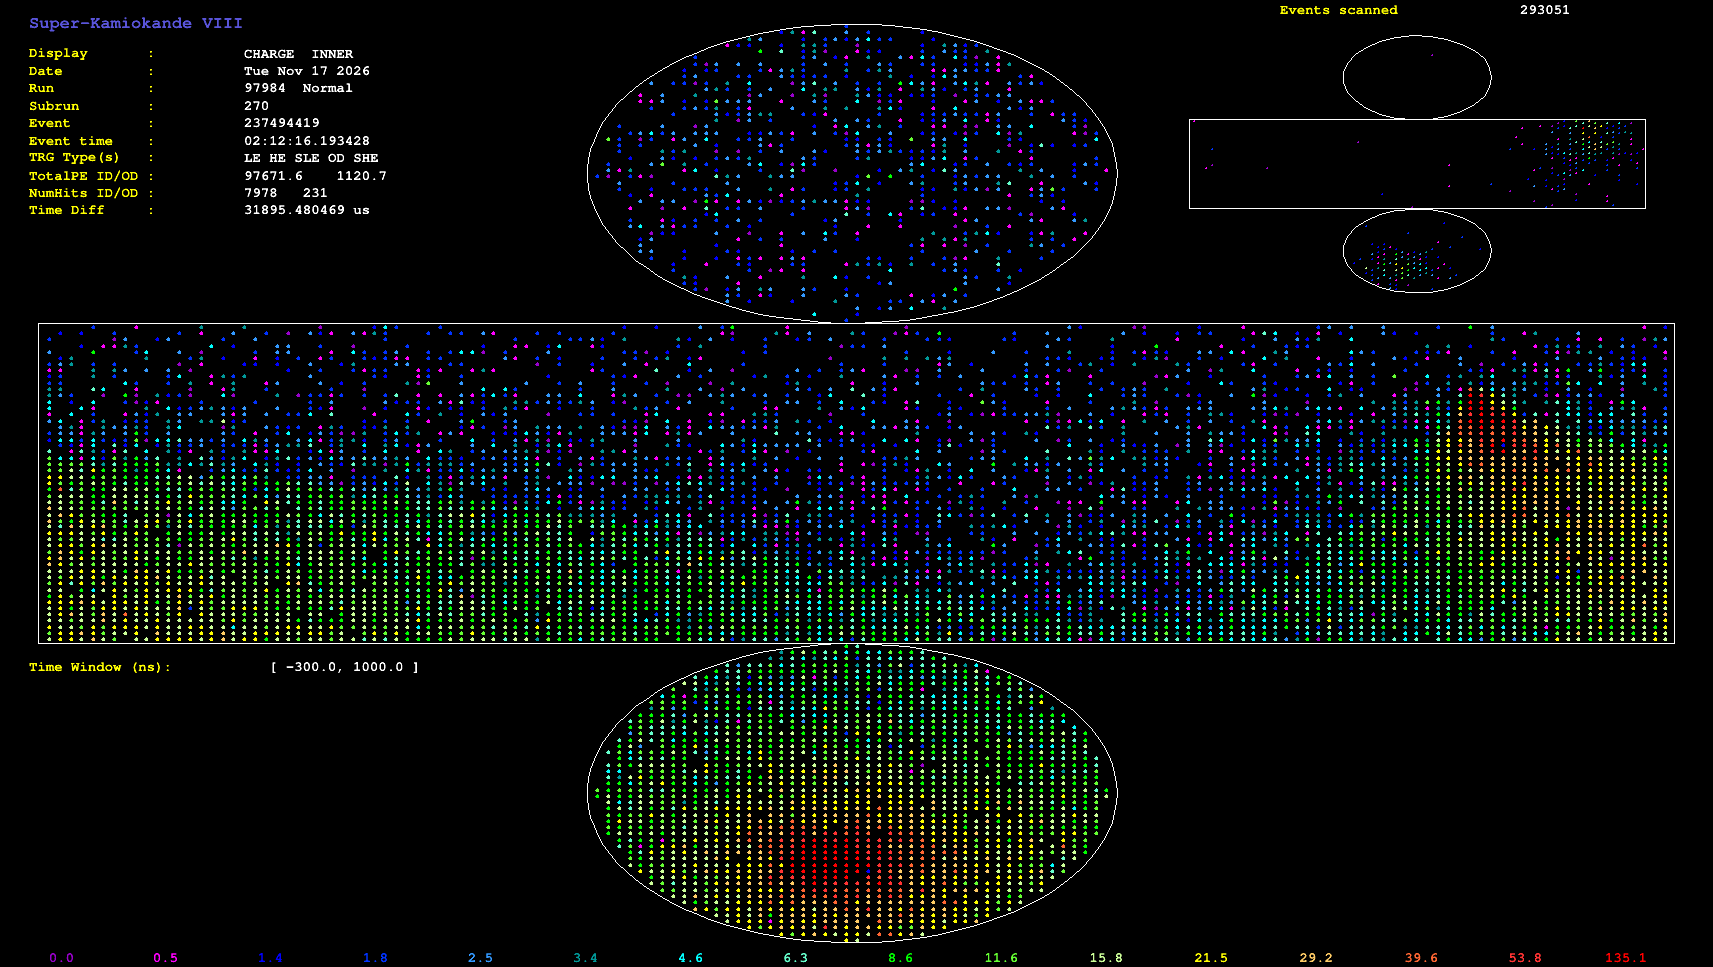 Super-Kamiokande VIII
Events scanned 293051
Display : CHARGE INNER
Date : Tue Nov 17 2026
Run : 97984 Normal
Subrun : 270
Event : 237494419
Event time : 02:12:16.193428
TRG Type(s) : LE HE SLE OD SHE
TotalPE ID/OD : 97671.6 1120.7
NumHits ID/OD : 7978 231
Time Diff : 31895.480469 us
Time Window (ns): [ -300.0, 1000.0 ]
0.0 0.5 1.4 1.8 2.5 3.4 4.6 6.3 8.6 11.6 15.8 21.5 29.2 39.6 53.8 135.1